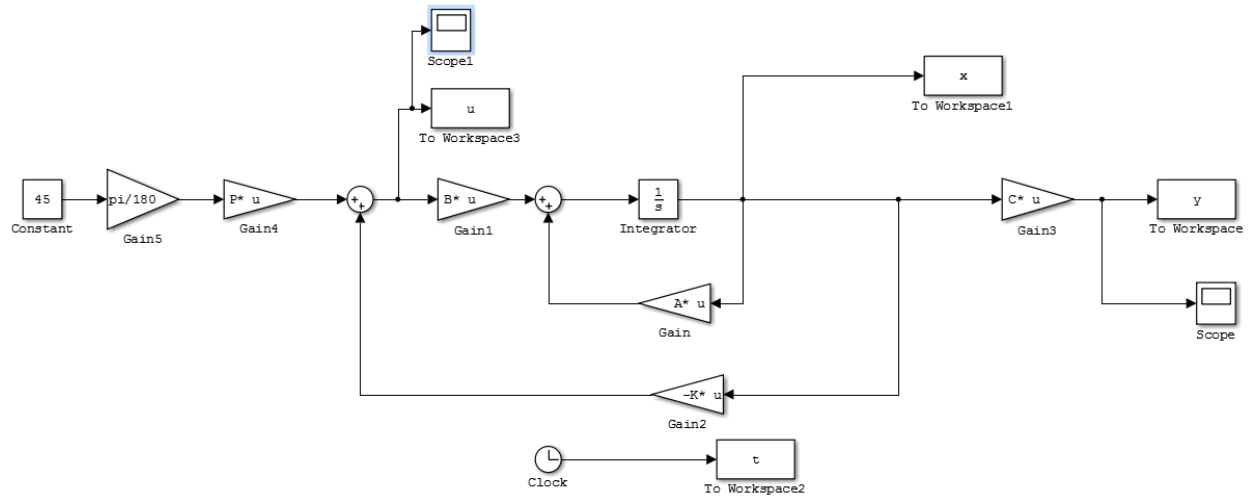 Scope1
u
To Workspace3
x
To Workspace1
45
Constant
pi/180
Gain5
P* u
Gain4
++
B* u
Gain1
++
1
s
Integrator
C* u
Gain3
y
To Workspace
A* u
Gain
Scope
-K* u
Gain2
Clock
t
To Workspace2